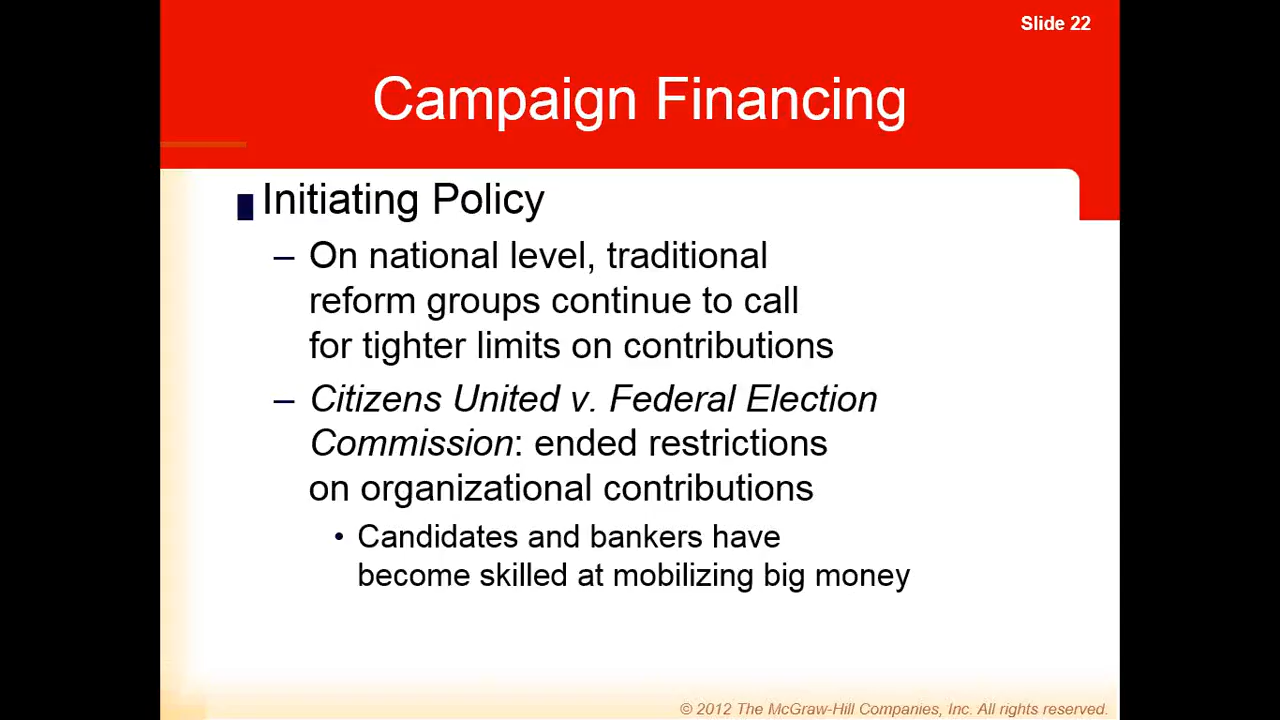 Slide 22
Campaign Financing
Initiating Policy
– On national level, traditional
reform groups continue to call
for tighter limits on contributions
– Citizens United v. Federal Election
Commission: ended restrictions
on organizational contributions
• Candidates and bankers have
become skilled at mobilizing big money
© 2012 The McGraw-Hill Companies, Inc. All rights reserved.